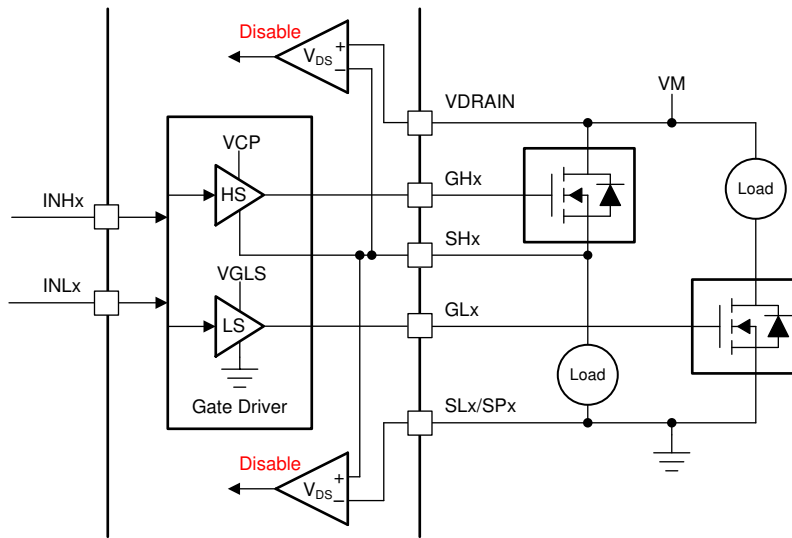 Disable
VDS
+
−
VDRAIN
VM
VCP
HS
GHx
Load
INHx
SHx
INLx
VGLS
LS
GLx
Load
Gate Driver
SLx/SPx
Disable
VDS
+
−